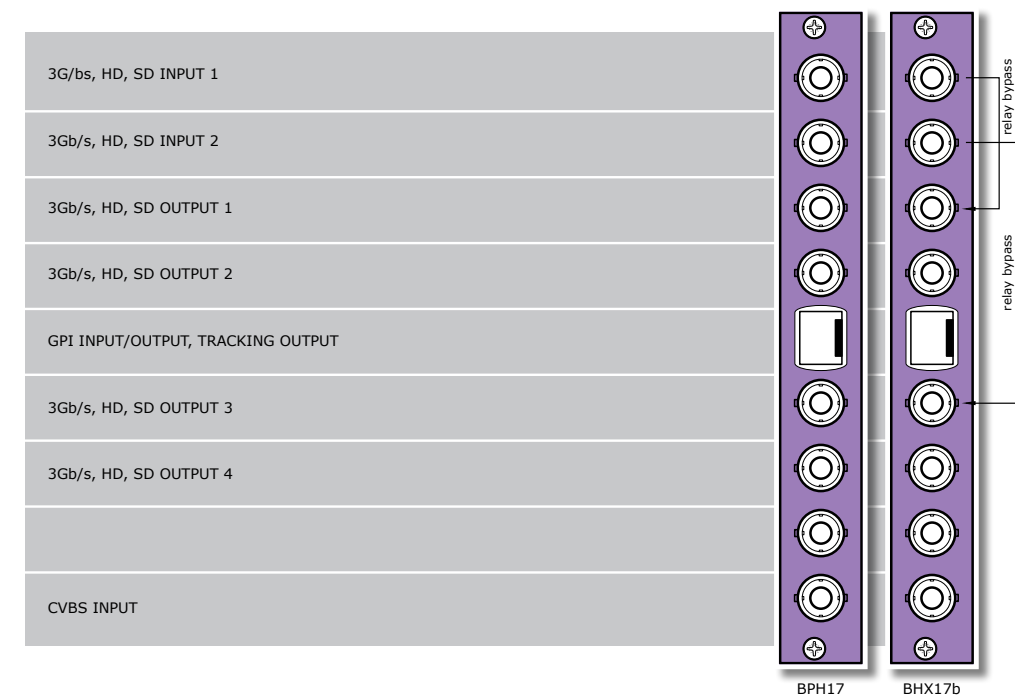 3G/bs, HD, SD INPUT 1
3Gb/s, HD, SD INPUT 2
3Gb/s, HD, SD OUTPUT 1
3Gb/s, HD, SD OUTPUT 2
GPI INPUT/OUTPUT, TRACKING OUTPUT
3Gb/s, HD, SD OUTPUT 3
3Gb/s, HD, SD OUTPUT 4
CVBS INPUT
relay bypass
relay bypass
BPH17
BHX17b